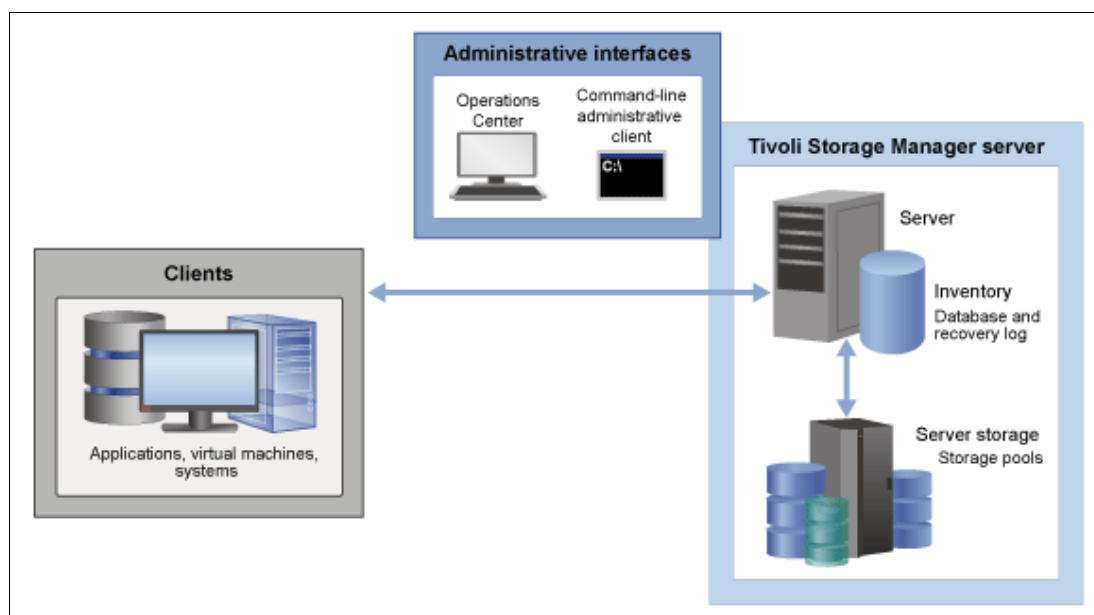 Administrative interfaces
Operations
Center
Command-line
administrative
client
C:\
Tivoli Storage Manager server
Server
Inventory
Database and
recovery log
Server storage
Storage pools
Clients
Applications, virtual machines,
systems